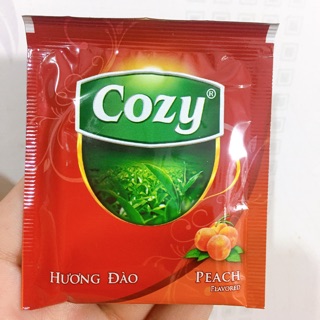 Cozy®
HƯƠNG ĐÀO
PEACH
FLAVORED